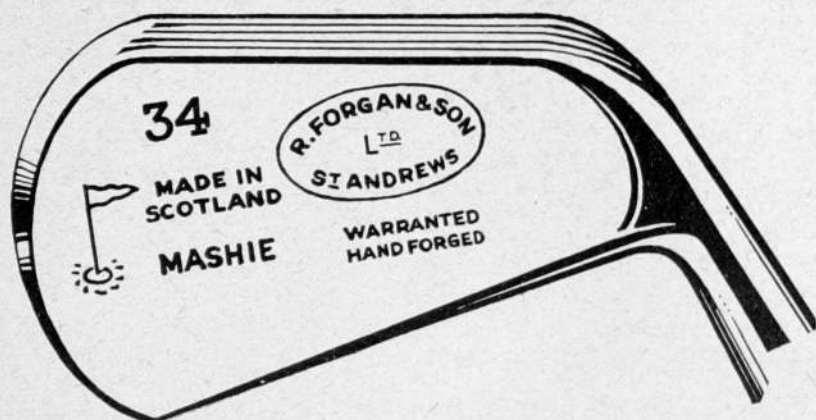 34
R. FORGAN & SON
LTD.
ST ANDREWS
MADE IN
SCOTLAND
MASHIE
WARRANTED
HAND FORGED